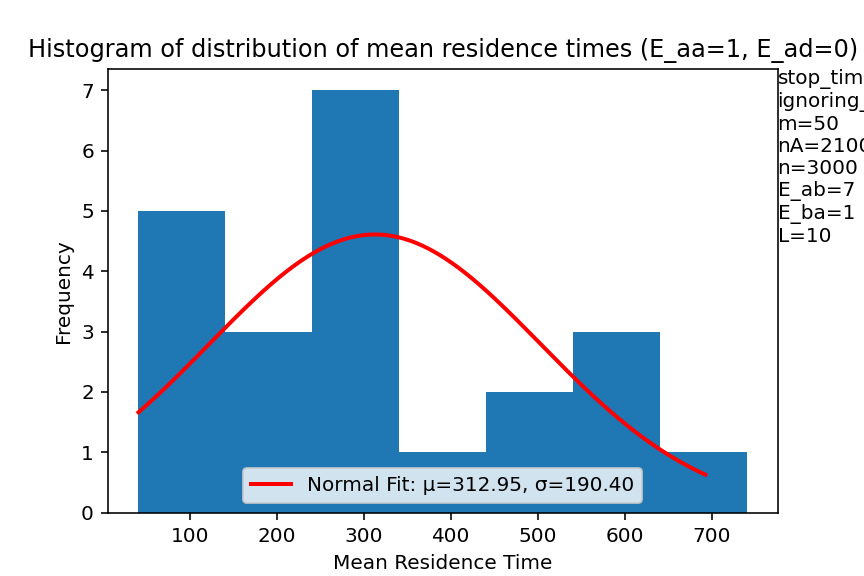 Histogram of distribution of mean residence times (E_aa=1, E_ad=0)
stop_tim
ignoring_
m=50
nA=2100
n=3000
E_ab=7
E_ba=1
L=10
7
6
5
4
3
2
1
0
Frequency
Normal Fit: μ=312.95, σ=190.40
100 200 300 400 500 600 700
Mean Residence Time